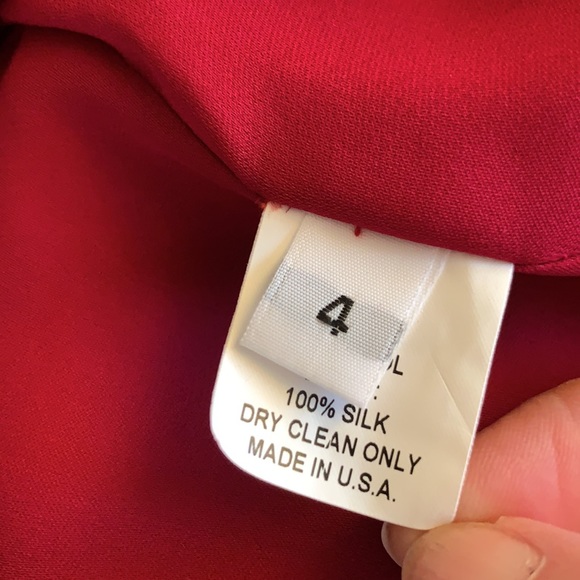 4
100% SILK
DRY CLEAN ONLY
MADE IN U.S.A.